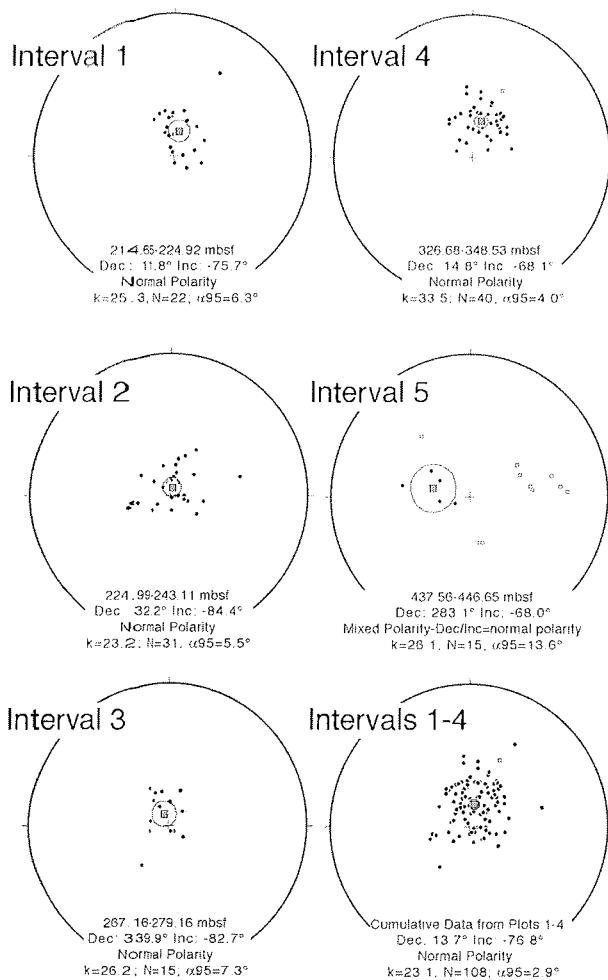 Interval 1
214.65-224.92 mbsf
Dec: 11.8° Inc: -75.7°
Normal Polarity
k=25.3, N=22; α95=6.3°
Interval 4
326.68-348.53 mbsf
Dec: 14.8° Inc: -68.1°
Normal Polarity
k=33.5; N=40, α95=4.0°
Interval 2
224.99-243.11 mbsf
Dec: 32.2° Inc: -84.4°
Normal Polarity
k=23.2; N=31, α95=5.5°
Interval 5
437.56-446.65 mbsf
Dec: 283.1° Inc: -68.0°
Mixed Polarity-Dec/Inc=normal polarity
k=26.1, N=15, α95=13.6°
Interval 3
267.16-279.16 mbsf
Dec: 339.9° Inc: -82.7°
Normal Polarity
k=26.2; N=15; α95=7.3°
Intervals 1-4
Cumulative Data from Plots 1-4
Dec: 13.7° Inc: -76.8°
Normal Polarity
k=23.1, N=108; α95=2.9°